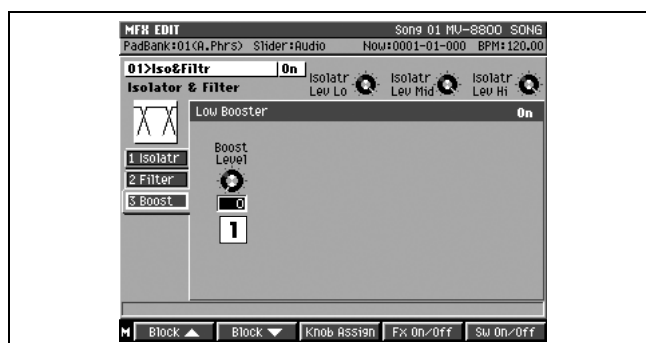 MFX EDIT Song 01 MV-8800 SONG
PadBank:01(A.Phrs) Slider:Audio Now:0001-01-000 BPM:120.00
01>Iso&Filtr On
Isolator & Filter
Isolatr Lev Lo
Isolatr Lev Mid
Isolatr Lev Hi
Low Booster On
1 Isolatr
2 Filter
3 Boost
Boost
Level
0
1
M Block ▲ Block ▼ Knob Assign Fx On/Off Sw On/Off